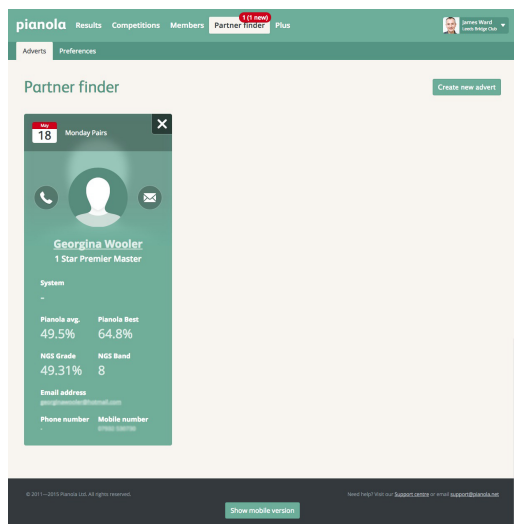 pianola Results Competitions Members Partner finder Plus
1 (1 new)
James Ward
Leeds Bridge Club
Adverts Preferences
Partner finder
Create new advert
May
18
Monday Pairs
Georgina Wooler
1 Star Premier Master
System
-
Pianola avg. Pianola Best
49.5% 64.8%
NGS Grade NGS Band
49.31% 8
Email address
Phone number Mobile number
-
© 2011—2015 Pianola Ltd. All rights reserved.
Need help? Visit our Support centre or email support@pianola.net
Show mobile version